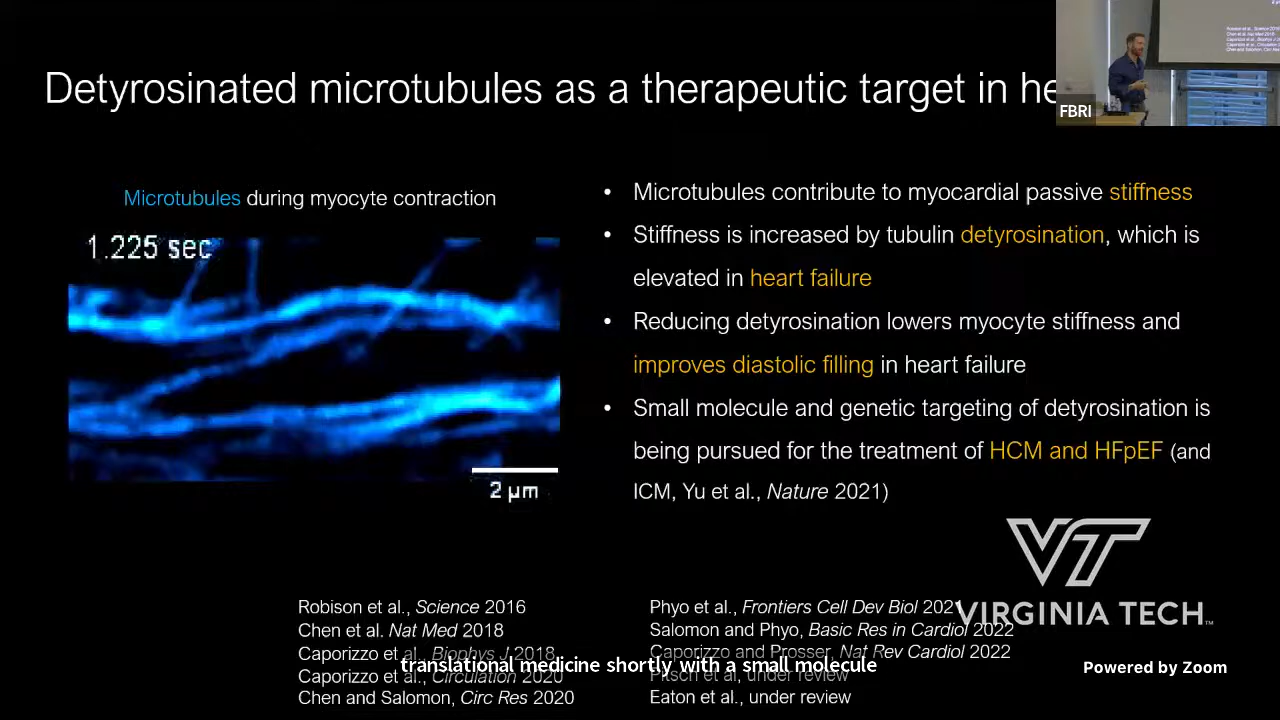 Detyrosinated microtubules as a therapeutic target in he
FBRI
Microtubules during myocyte contraction
1.225 sec
2 µm
• Microtubules contribute to myocardial passive stiffness
• Stiffness is increased by tubulin detyrosination, which is
elevated in heart failure
• Reducing detyrosination lowers myocyte stiffness and
improves diastolic filling in heart failure
• Small molecule and genetic targeting of detyrosination is
being pursued for the treatment of HCM and HFpEF (and
ICM, Yu et al., Nature 2021)
Robison et al., Science 2016
Chen et al. Nat Med 2018
Caporizzo et al., Biophys J 2018
Caporizzo et al., Circulation 2020
Chen and Salomon, Circ Res 2020
Phyo et al., Frontiers Cell Dev Biol 2021
Salomon and Phyo, Basic Res in Cardiol 2022
Caporizzo and Prosser, Nat Rev Cardiol 2022
et al, under review
Eaton et al., under review
translational medicine shortly with a small molecule
VT
VIRGINIA TECH™
Powered by Zoom